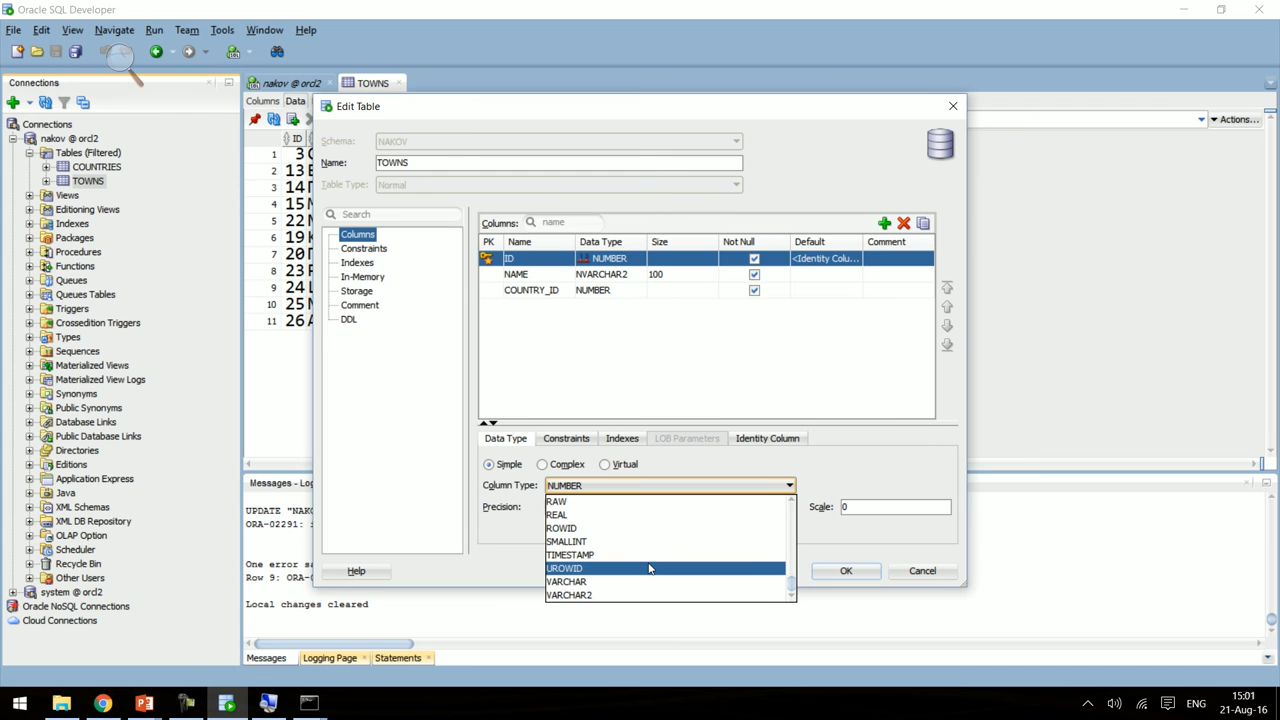 Oracle SQL Developer
File Edit View Navigate Run Team Tools Window Help
Connections
nakov @ orcl2 TOWNS
Columns Data
Actions...
Connections
nakov @ orcl2
Tables (Filtered)
COUNTRIES
TOWNS
Views
Editioning Views
Indexes
Packages
Procedures
Functions
Queues
Queues Tables
Triggers
Crossedition Triggers
Types
Sequences
Materialized Views
Materialized View Logs
Synonyms
Public Synonyms
Database Links
Public Database Links
Directories
Editions
Application Express
Java
XML Schemas
XML DB Repository
OLAP Option
Scheduler
Recycle Bin
Other Users
system @ orcl2
Oracle NoSQL Connections
Cloud Connections
ID
1 3
2 13
3 14
4 15
5 22
6 19
7 20
8 23
9 24
10 25
11 26
Edit Table
Schema: NAKOV
Name: TOWNS
Table Type: Normal
Search
Columns
Constraints
Indexes
In-Memory
Storage
Comment
DDL
Columns: name
PK Name Data Type Size Not Null Default Comment
ID NUMBER <Identity Colu...
NAME NVARCHAR2 100
COUNTRY_ID NUMBER
Data Type Constraints Indexes LOB Parameters Identity Column
Simple Complex Virtual
Column Type: NUMBER
Precision: Scale: 0
RAW
REAL
ROWID
SMALLINT
TIMESTAMP
UROWID
VARCHAR
VARCHAR2
Help OK Cancel
Messages - Lo
UPDATE "NAK
ORA-02291:
One error sa
Row 9: ORA-0
Local changes cleared
Messages Logging Page Statements
15:01
21-Aug-16